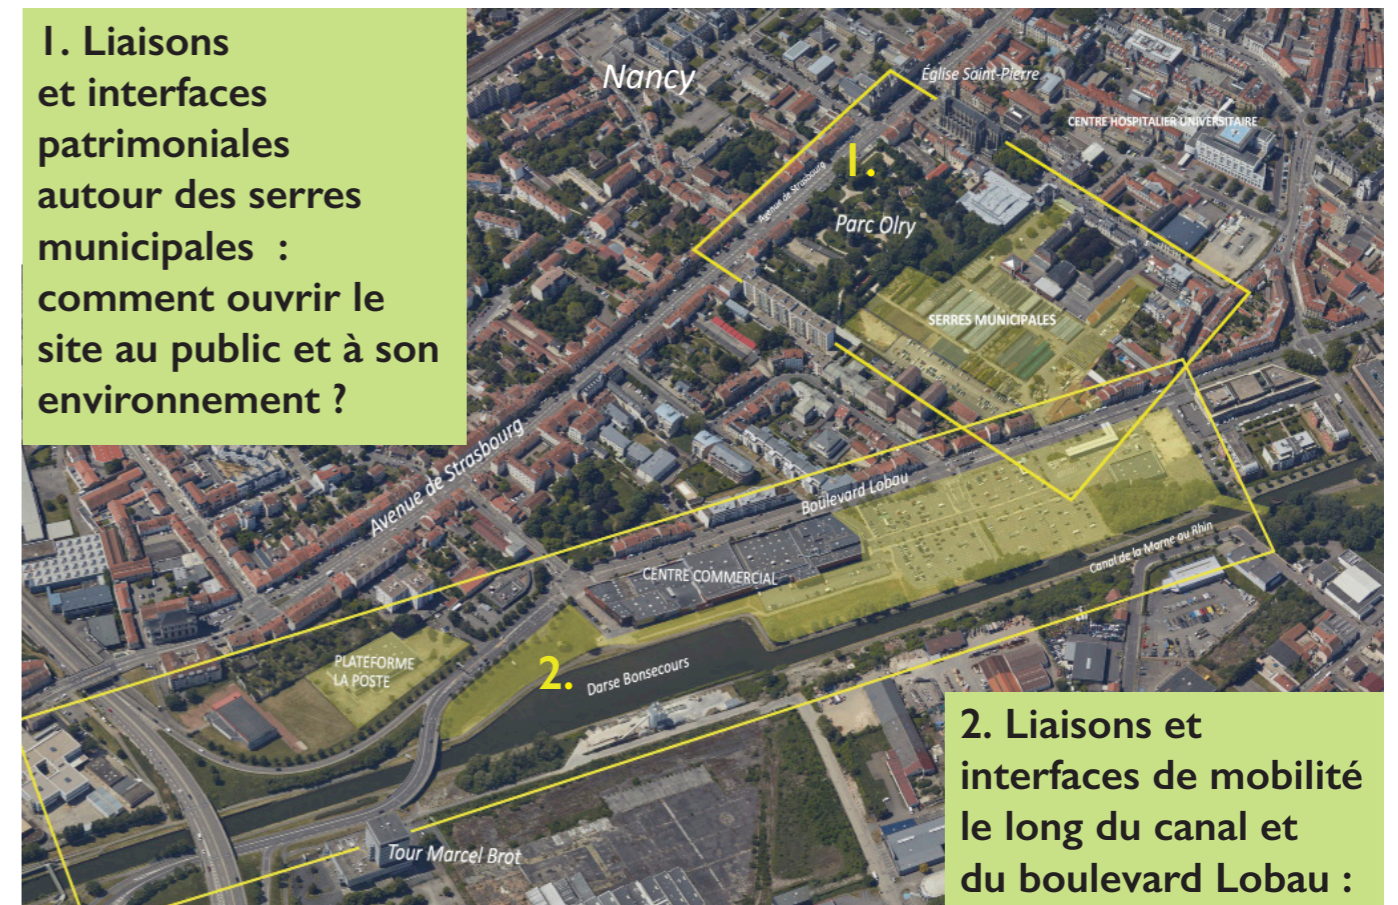 1. Liaisons
et interfaces
patrimoniales
autour des serres
municipales :
comment ouvrir le
site au public et à son
environnement ?
Nancy
Église Saint-Pierre
CENTRE HOSPITALIER UNIVERSITAIRE
1.
Avenue de Strasbourg
Parc Olry
SERRES MUNICIPALES
Avenue de Strasbourg
Boulevard Lobau
CENTRE COMMERCIAL
Canal de la Marne au Rhin
PLATEFORME
LA POSTE
2.
Darse Bonsecours
Tour Marcel Brot
2. Liaisons et
interfaces de mobilité
le long du canal et
du boulevard Lobau :